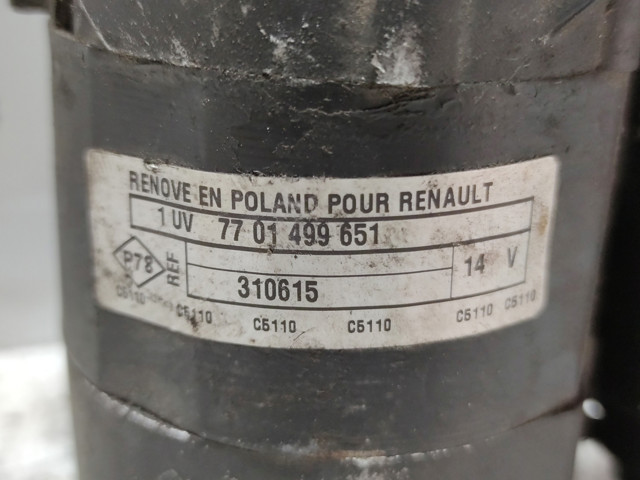 RENOVE EN POLAND POUR RENAULT
1 UV 77 01 499 651
P78 REF 14 V
310615
C5110 C5110 C5110 C5110 C5110 C5110